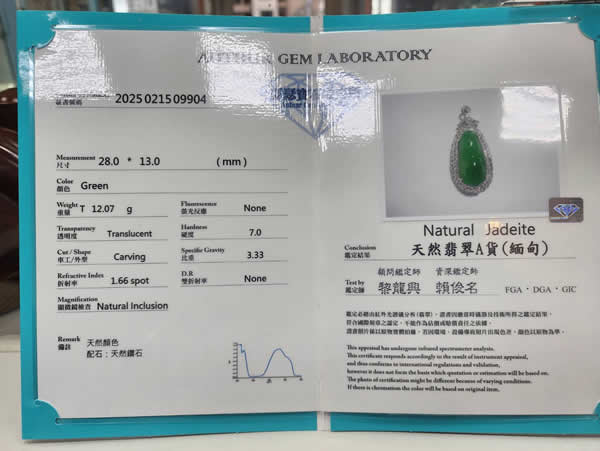 AUTHUR GEM LABORATORY
證書號碼 2025021509904
Measurement 尺寸 28.0 * 13.0 (mm)
Color 顏色 Green
Weight 重量 T 12.07 g
Fluorescence 螢光反應 None
Transparency 透明度 Translucent
Hardness 硬度 7.0
Cut / Shape 車工/外型 Carving
Specific Gravity 比重 3.33
Refractive Index 折射率 1.66 spot
D.R 雙折射率 None
Magnification 顯微鏡檢查 Natural Inclusion
Remark 備註 天然顏色
配石：天然鑽石
Natural Jadeite
Conclusion 鑑定結果 天然翡翠A貨(緬甸)
顧問鑑定師 資深鑑定師
Test by 鑑定師 黎龍興 賴俊名 FGA · DGA · GIC
This appraisal has undergone infrared spectrometer analysis.
This certificate responds accordingly to the result of instrument appraisal,
and thus conforms to international regulations and validation,
however it does not form the basis which quotation or estimation will be based on.
The photo of certification might be different because of varying conditions.
If there is chromatism the color will be based on original item.